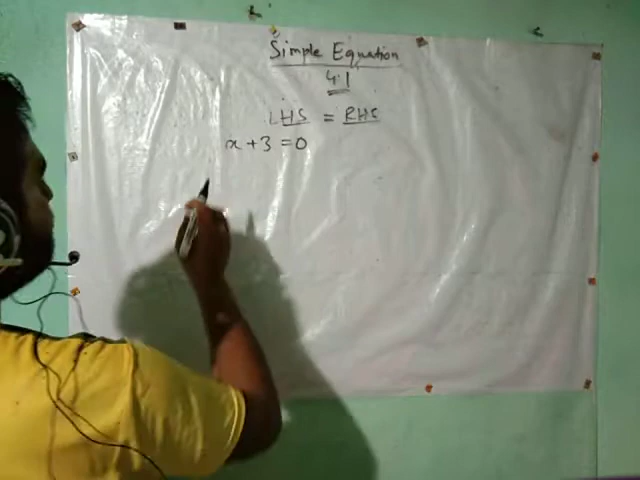 Simple Equation
4.1
LHS = RHS
x + 3 = 0